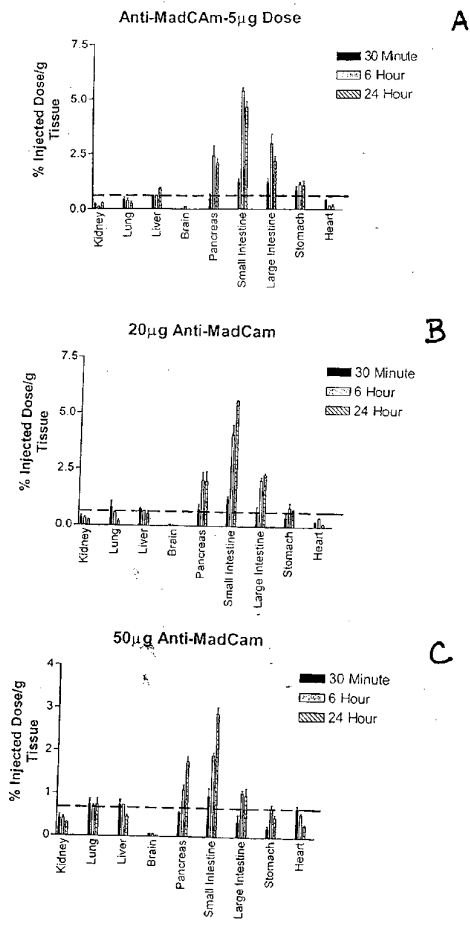 Anti-MadCAm-5µg Dose
A
30 Minute
6 Hour
24 Hour
% Injected Dose/g
Tissue
7.5
5.0
2.5
0.0
Kidney
Lung
Liver
Brain
Pancreas
Small Intestine
Large Intestine
Stomach
Heart
20µg Anti-MadCam
B
30 Minute
6 Hour
24 Hour
% Injected Dose/g
Tissue
7.5
5.0
2.5
0.0
Kidney
Lung
Liver
Brain
Pancreas
Small Intestine
Large Intestine
Stomach
Heart
50µg Anti-MadCam
C
30 Minute
6 Hour
24 Hour
% Injected Dose/g
Tissue
4
3
2
1
0
Kidney
Lung
Liver
Brain
Pancreas
Small Intestine
Large Intestine
Stomach
Heart